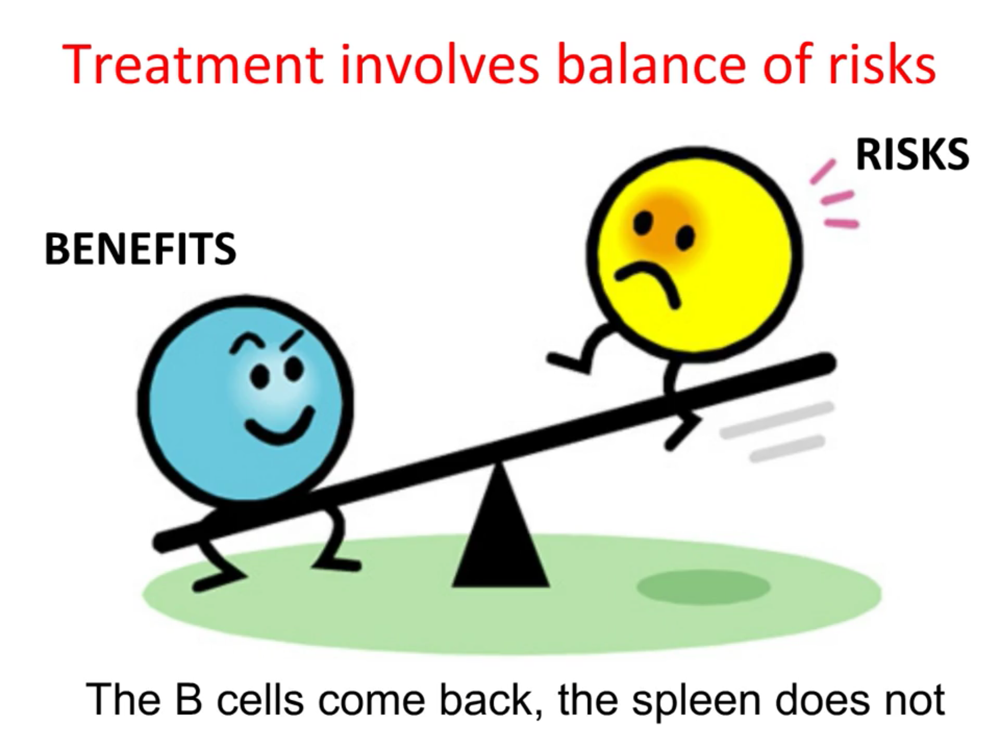 Treatment involves balance of risks
RISKS
BENEFITS
The B cells come back, the spleen does not